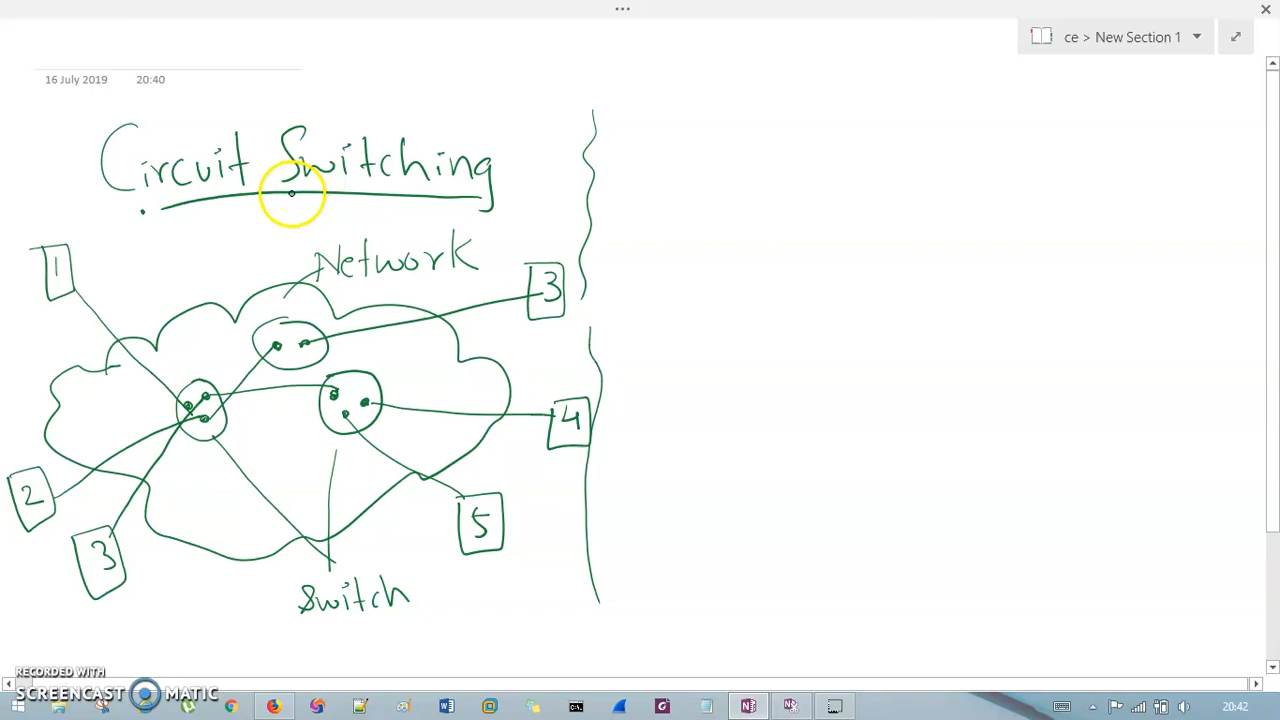 ce > New Section 1
16 July 2019 20:40
Circuit Switching
Network
1
3
4
2
5
3
Switch
RECORDED WITH
SCREENCAST MATIC
20:42